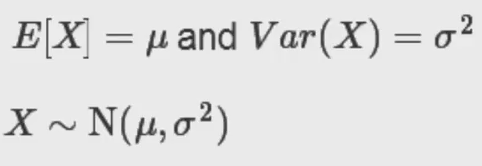 E[X] = μ and Var(X) = σ²
X ~ N(μ, σ²)